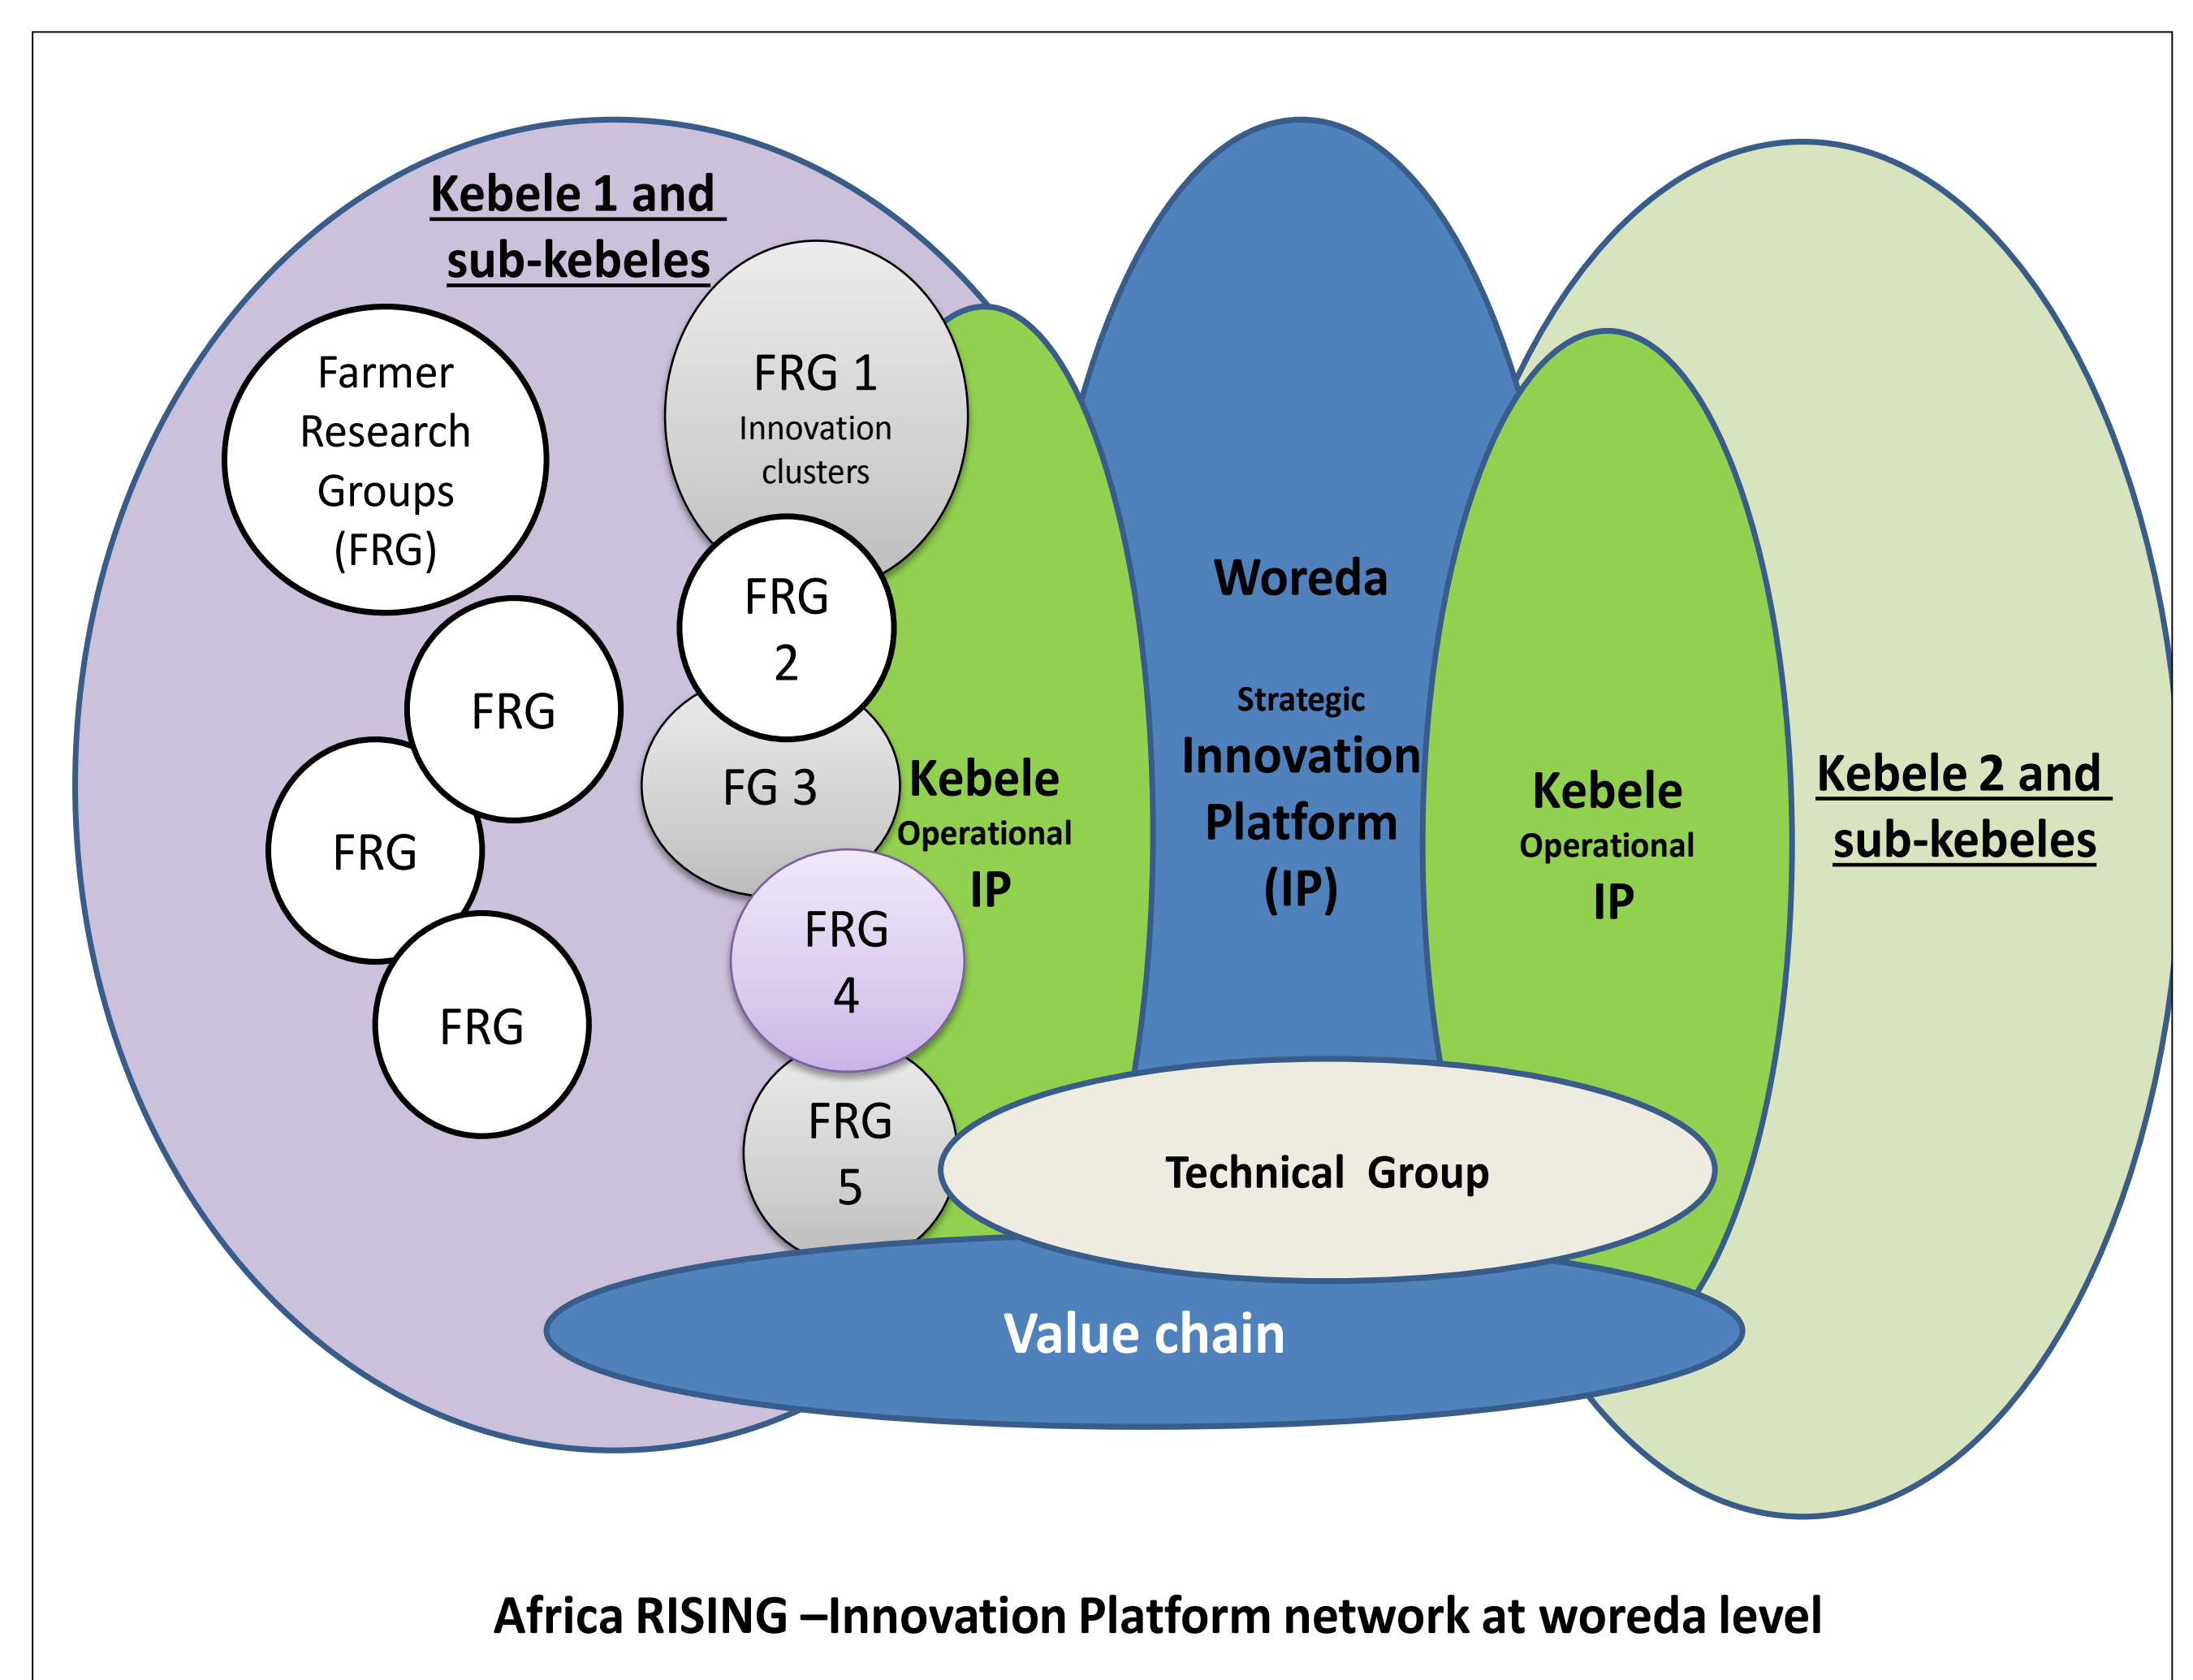 Kebele 1 and
sub-kebeles
Farmer
Research
Groups
(FRG)
FRG
FRG
FRG
FRG 1
Innovation
clusters
FRG
2
FG 3
FRG
4
FRG
5
Kebele
Operational
IP
Woreda
Strategic
Innovation
Platform
(IP)
Kebele
Operational
IP
Kebele 2 and
sub-kebeles
Technical Group
Value chain
Africa RISING –Innovation Platform network at woreda level